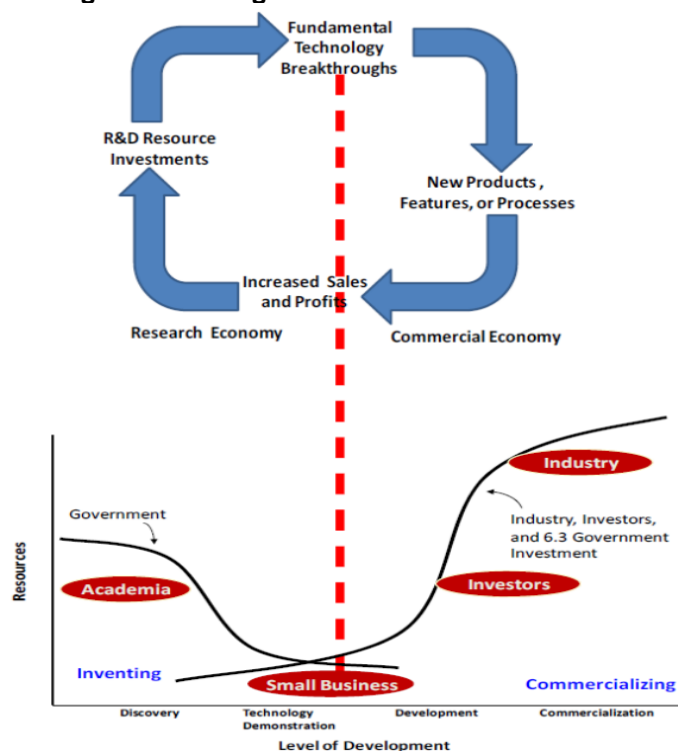 Fundamental
Technology
Breakthroughs
R&D Resource
Investments
New Products ,
Features, or Processes
Increased Sales
and Profits
Research Economy
Commercial Economy
Resources
Government
Academia
Industry
Industry, Investors,
and 6.3 Government
Investment
Investors
Inventing
Small Business
Commercializing
Discovery
Technology
Demonstration
Development
Commercialization
Level of Development